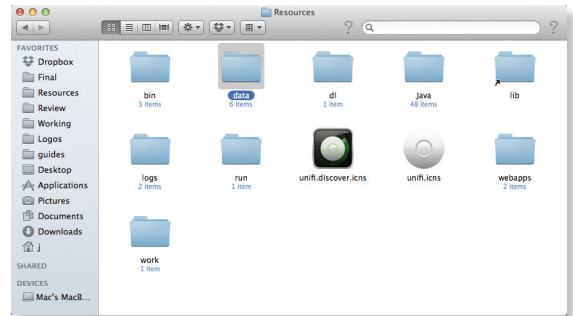 Resources
?
?
FAVORITES
Dropbox
Final
Resources
Review
Working
Logos
guides
Desktop
Applications
Pictures
Documents
Downloads
j
SHARED
DEVICES
Mac's MacB...
bin
3 items
data
6 items
dl
1 item
Java
48 items
lib
logs
2 items
run
1 item
unifi.discover.icns
unifi.icns
webapps
2 items
work
1 item